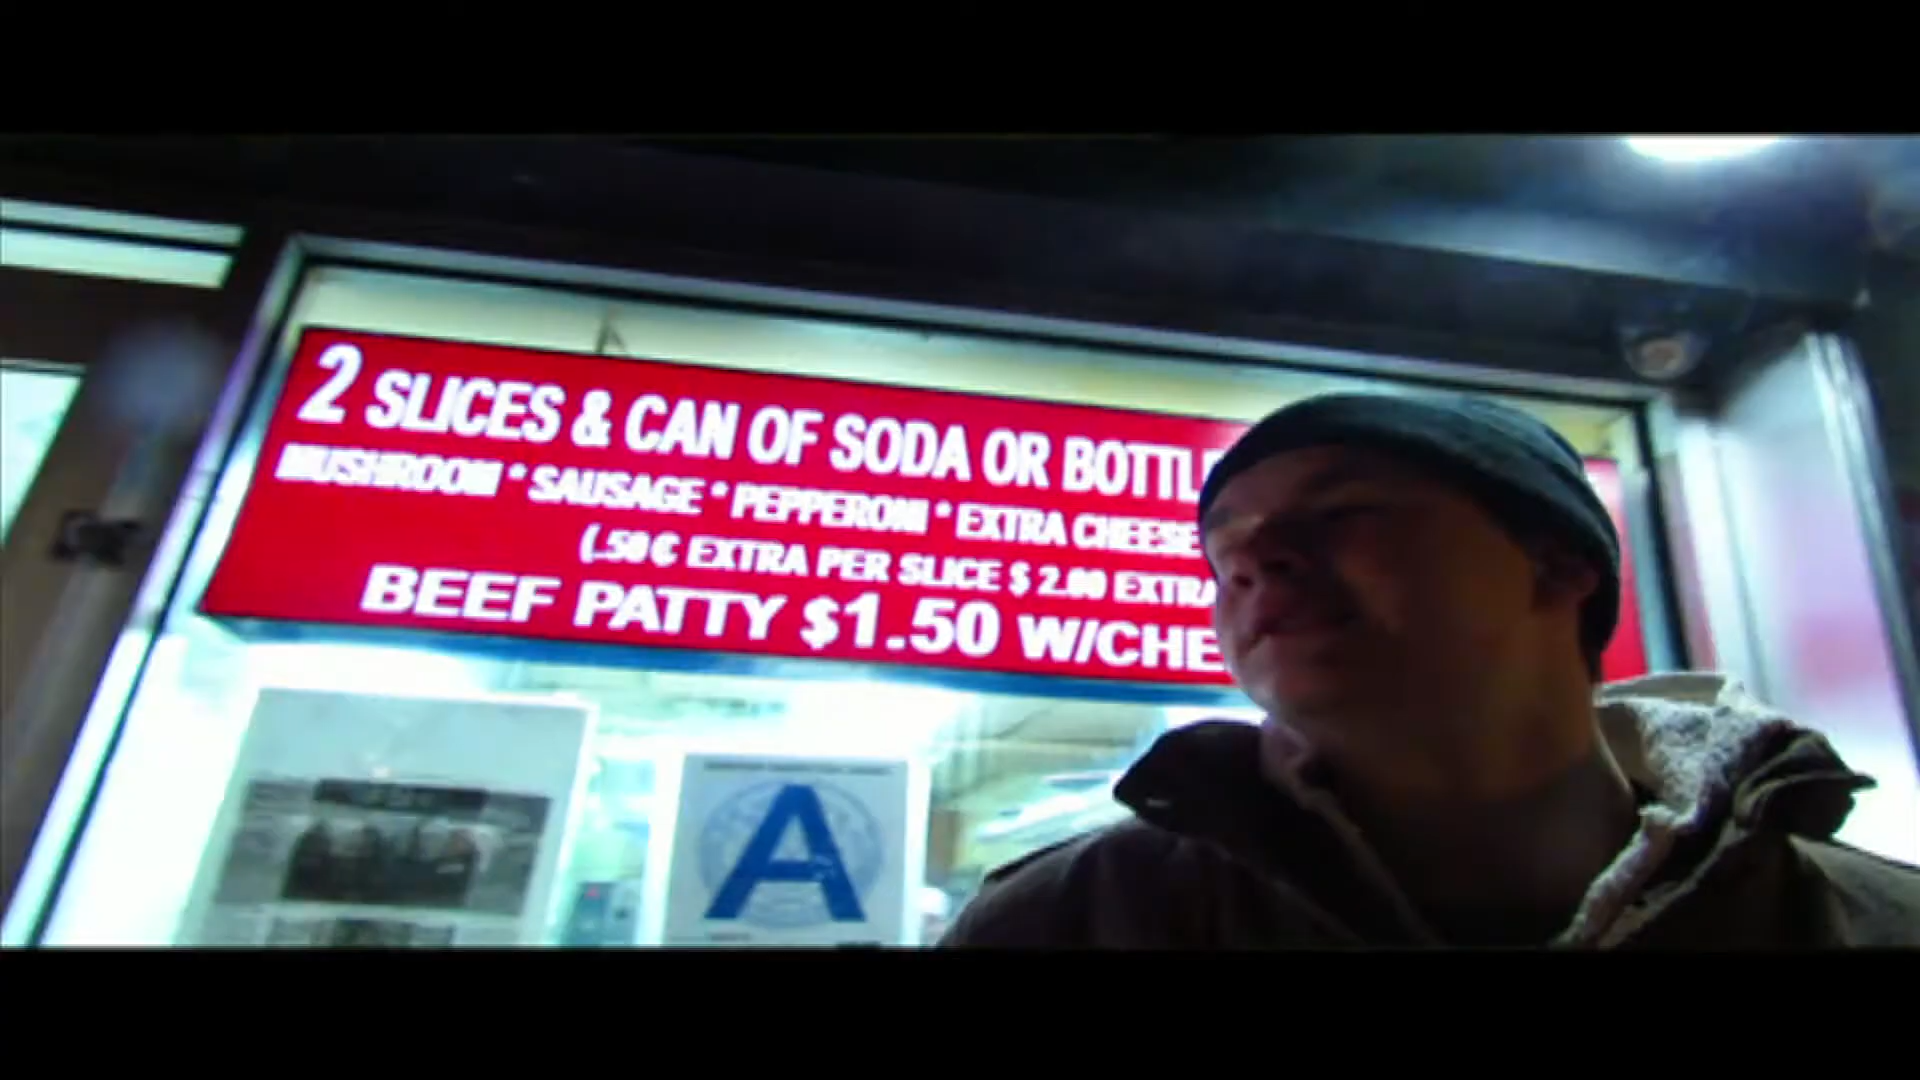 2 SLICES & CAN OF SODA OR BOTTL
MUSHROOM * SAUSAGE * PEPPERONI * EXTRA CHEESE
(.50¢ EXTRA PER SLICE $ 2.00 EXTRA
BEEF PATTY $1.50 W/CHE
A